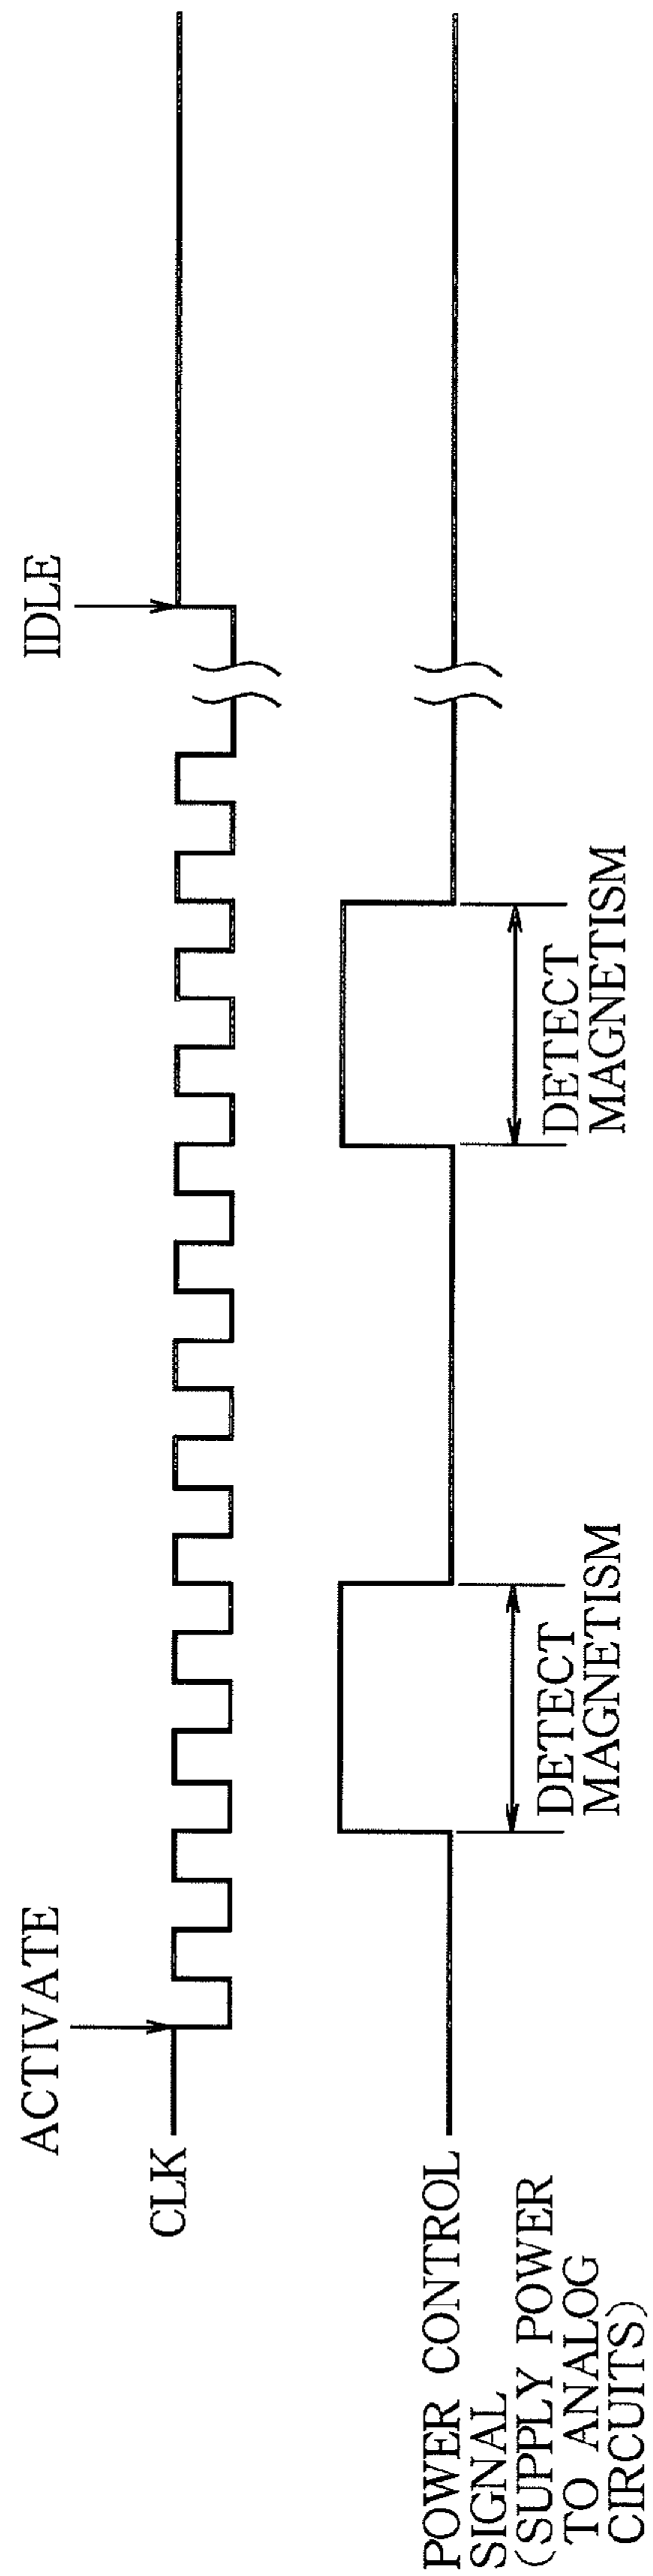 ACTIVATE
IDLE
CLK
POWER CONTROL
SIGNAL
(SUPPLY POWER
TO ANALOG
CIRCUITS)
DETECT
MAGNETISM
DETECT
MAGNETISM